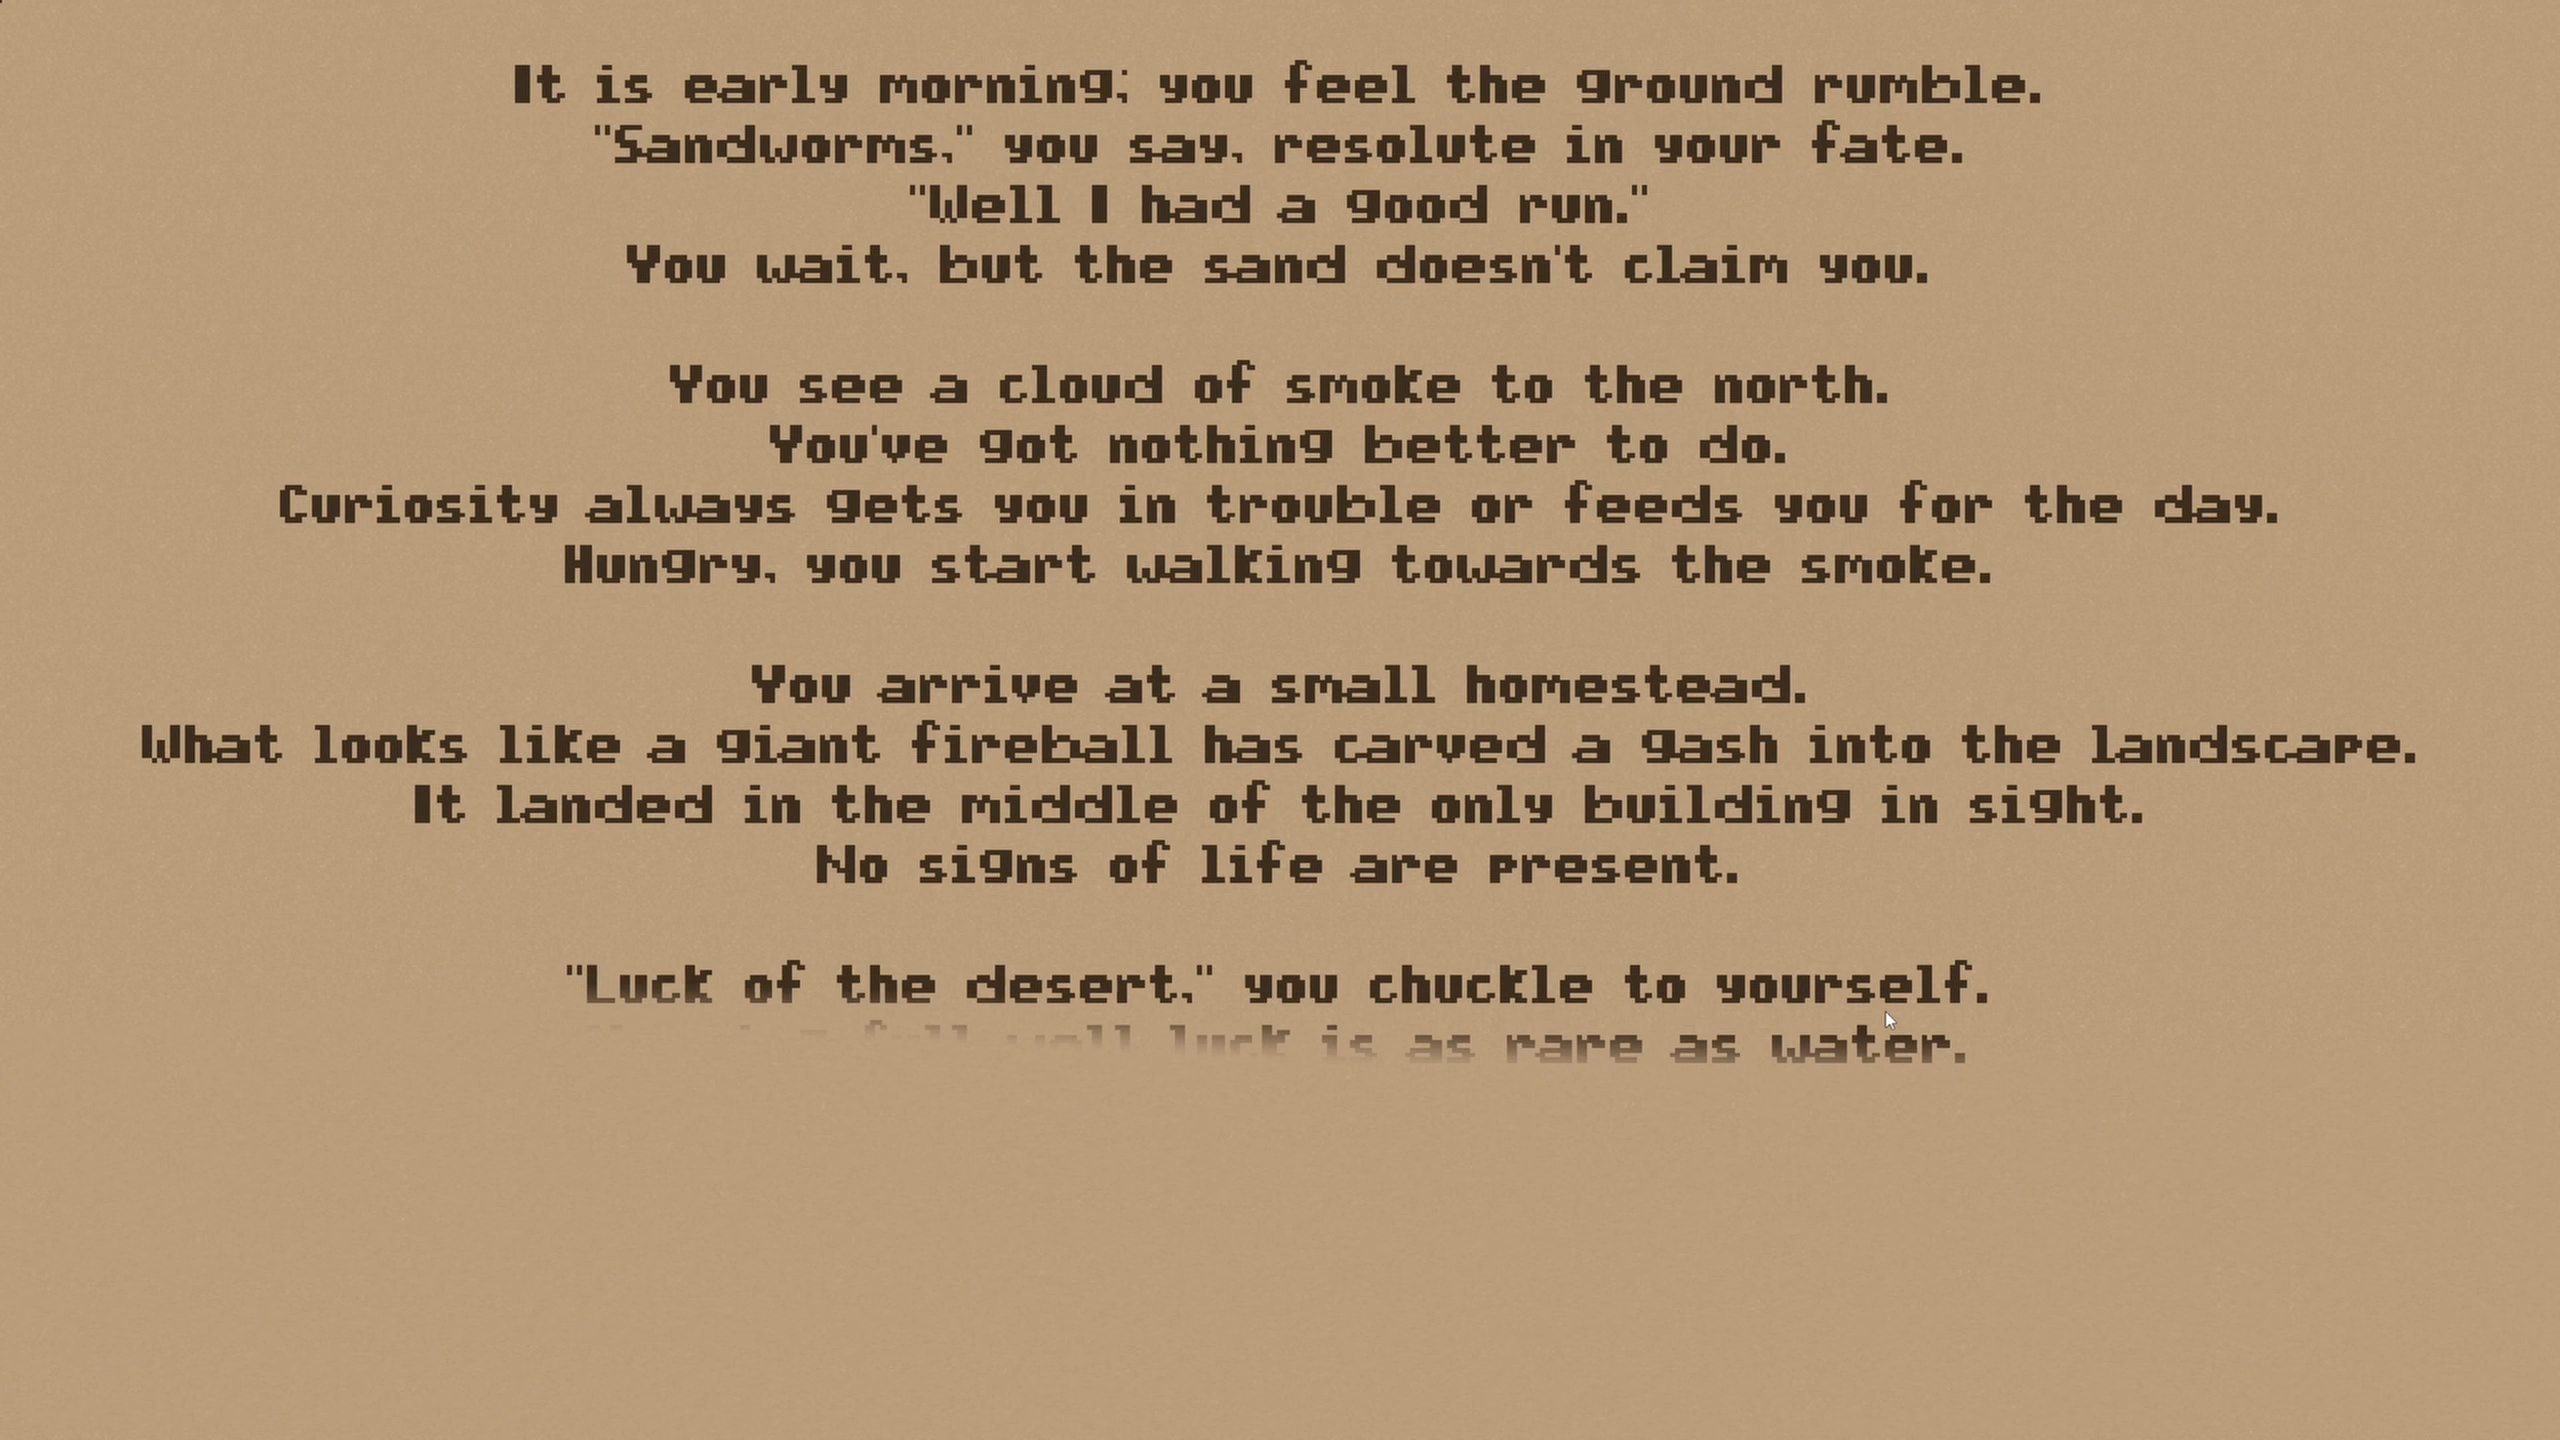 It is early morning; you feel the ground rumble.
"Sandworms," you say, resolute in your fate.
"Well I had a good run."
You wait, but the sand doesn't claim you.
You see a cloud of smoke to the north.
You've got nothing better to do.
Curiosity always gets you in trouble or feeds you for the day.
Hungry, you start walking towards the smoke.
You arrive at a small homestead.
What looks like a giant fireball has carved a gash into the landscape.
It landed in the middle of the only building in sight.
No signs of life are present.
"Luck of the desert," you chuckle to yourself.
full well luck is as rare as water.